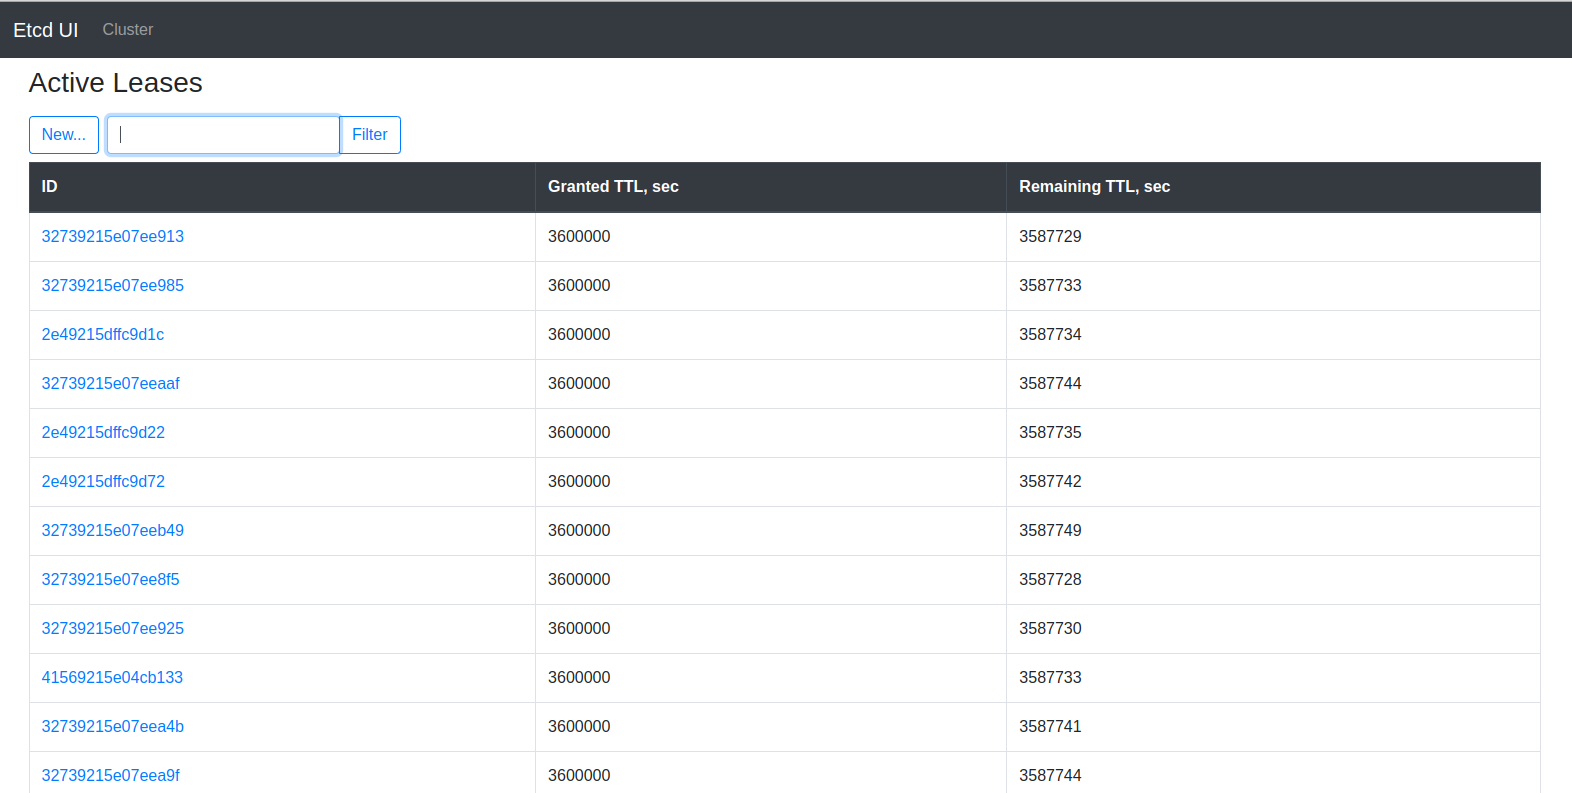 Etcd UI Cluster
Active Leases
New... Filter
ID Granted TTL, sec Remaining TTL, sec
32739215e07ee913 3600000 3587729
32739215e07ee985 3600000 3587733
2e49215dffc9d1c 3600000 3587734
32739215e07eeaaf 3600000 3587744
2e49215dffc9d22 3600000 3587735
2e49215dffc9d72 3600000 3587742
32739215e07eeb49 3600000 3587749
32739215e07ee8f5 3600000 3587728
32739215e07ee925 3600000 3587730
41569215e04cb133 3600000 3587733
32739215e07eea4b 3600000 3587741
32739215e07eea9f 3600000 3587744